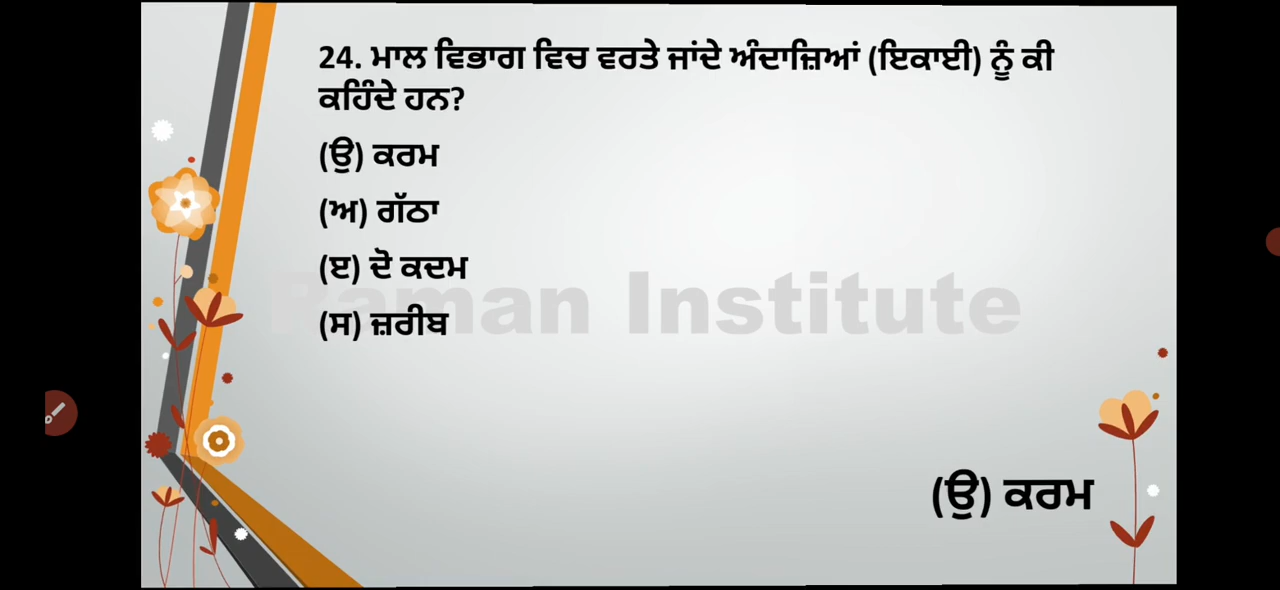 24. ਮਾਲ ਵਿਭਾਗ ਵਿਚ ਵਰਤੇ ਜਾਂਦੇ ਅੰਦਾਜ਼ਿਆਂ (ਇਕਾਈ) ਨੂੰ ਕੀ
ਕਹਿੰਦੇ ਹਨ?
(ੳ) ਕਰਮ
(ਅ) ਗੱਠਾ
(ੲ) ਦੋ ਕਦਮ
Raman Institute
(ਸ) ਜ਼ਰੀਬ
(ੳ) ਕਰਮ